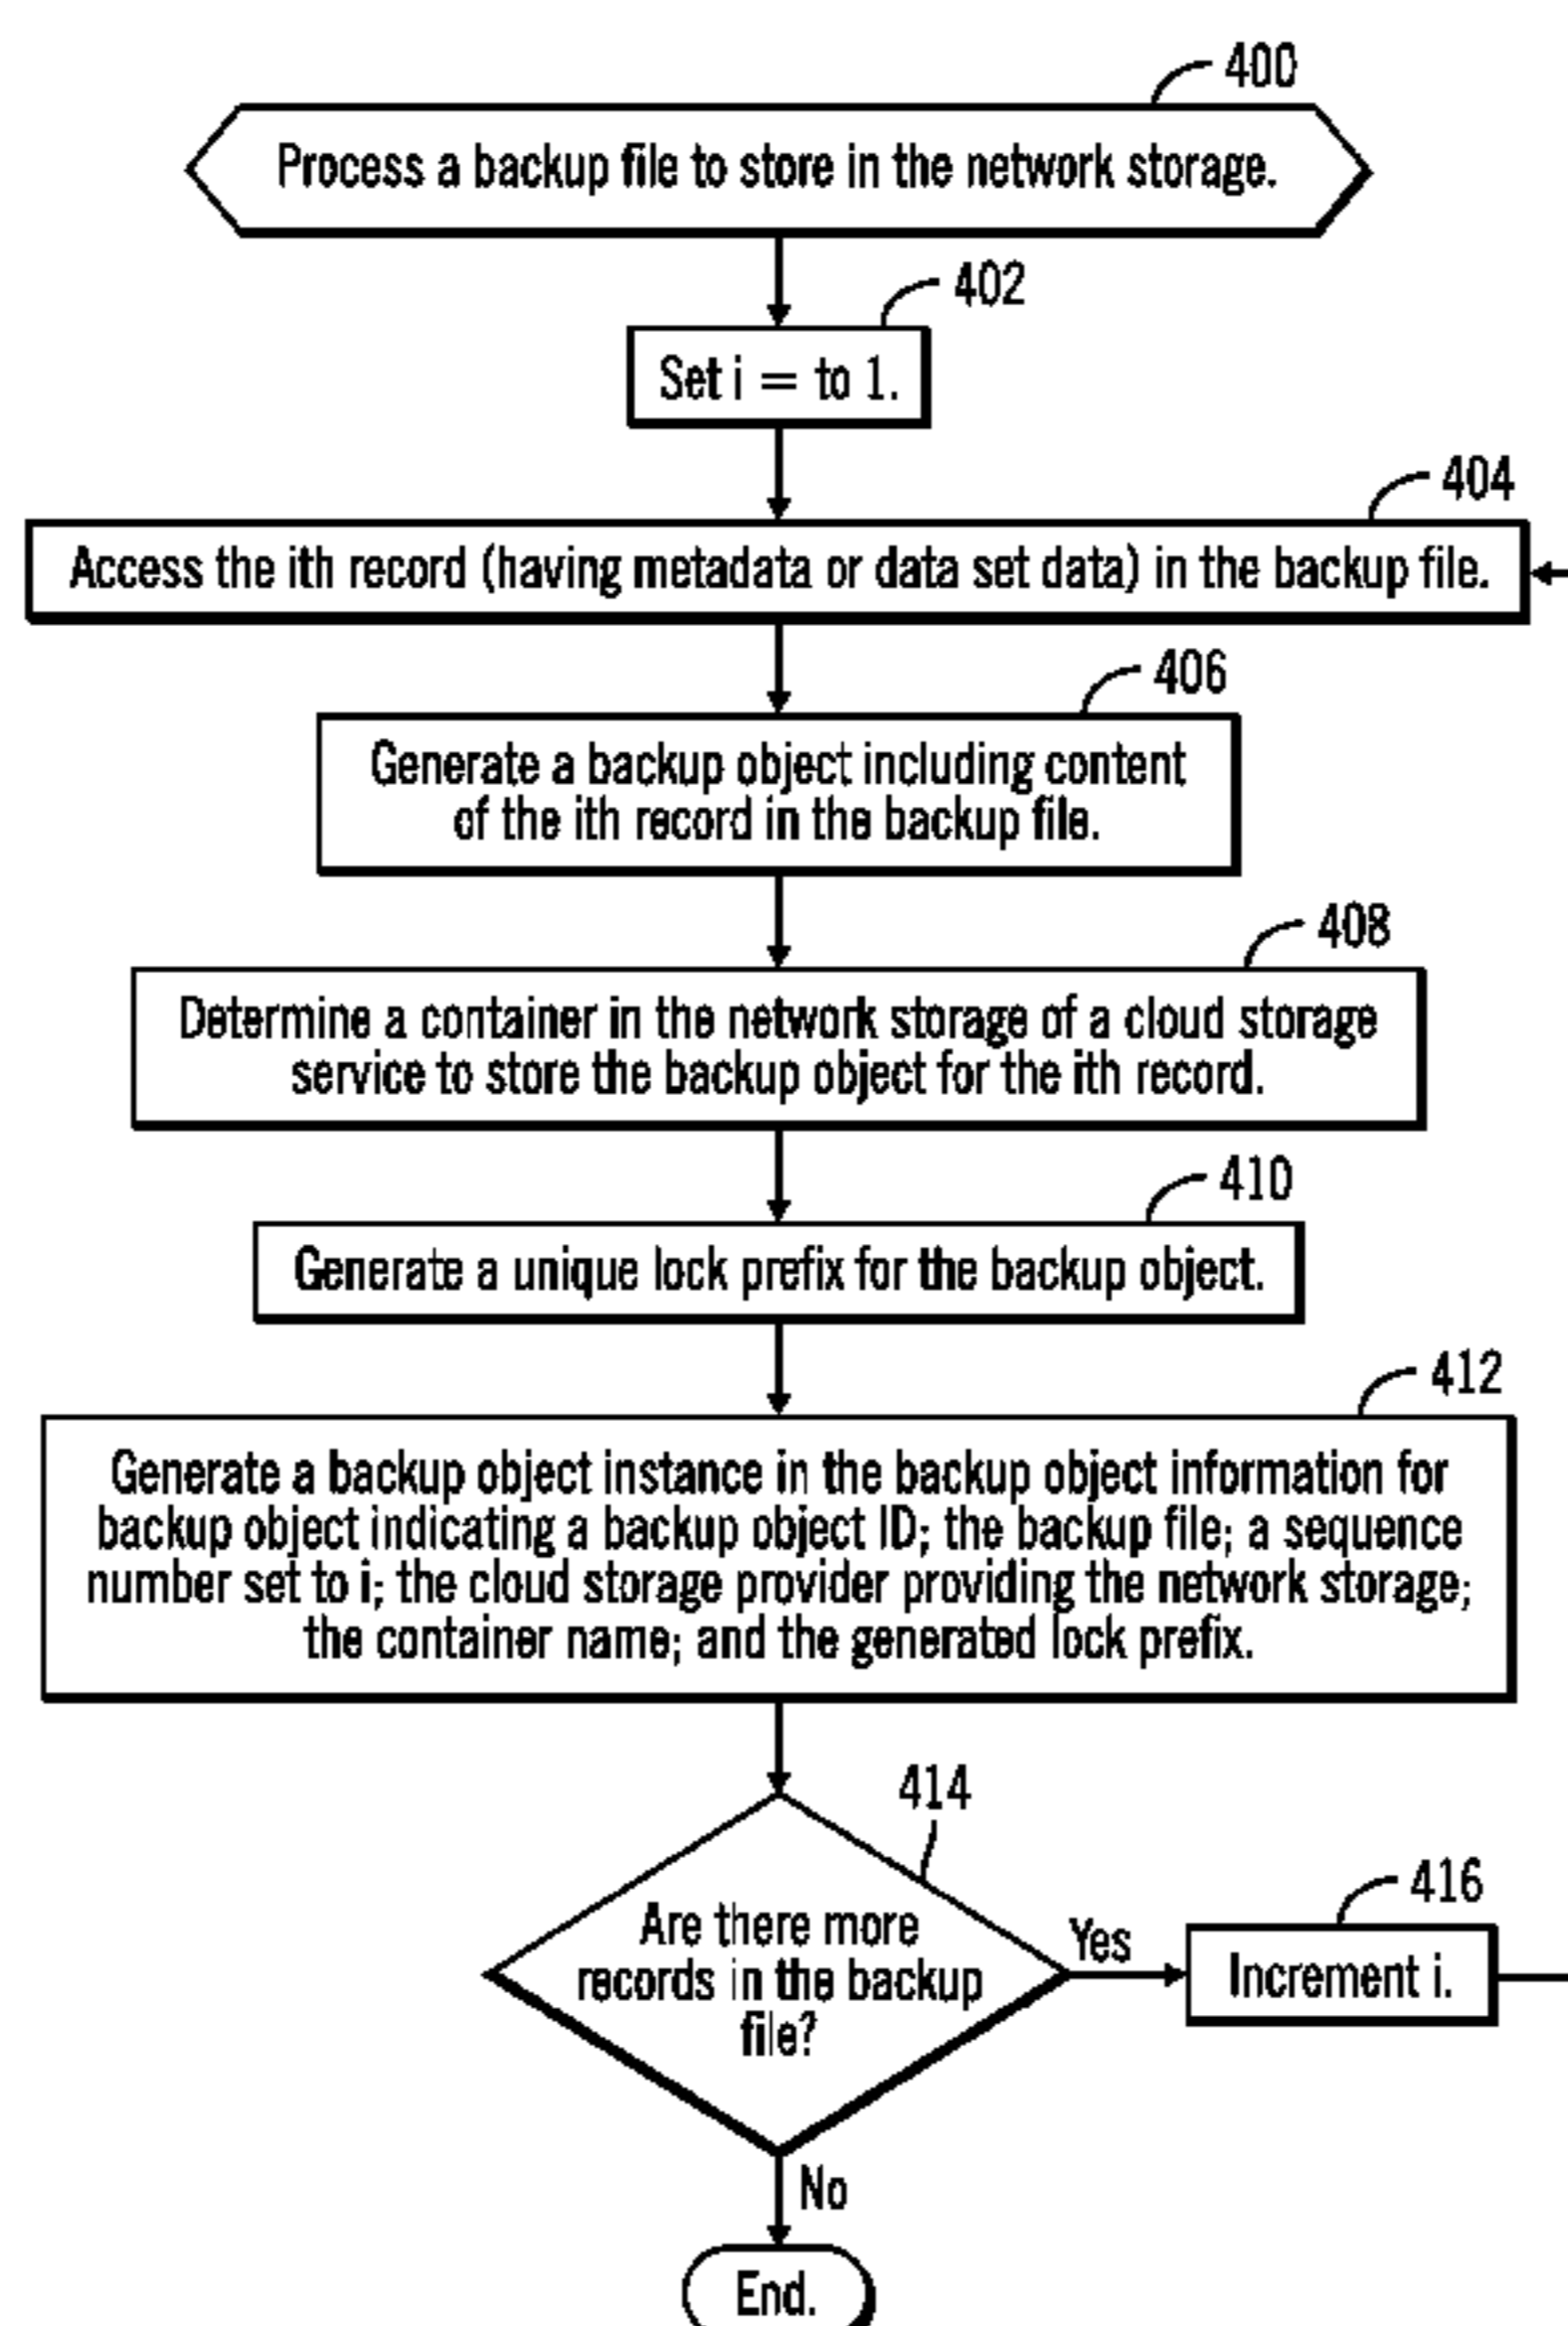 400
Process a backup file to store in the network storage.
402
Set i = to 1.
404
Access the ith record (having metadata or data set data) in the backup file.
406
Generate a backup object including content
of the ith record in the backup file.
408
Determine a container in the network storage of a cloud storage
service to store the backup object for the ith record.
410
Generate a unique lock prefix for the backup object.
412
Generate a backup object instance in the backup object information for
backup object indicating a backup object ID; the backup file; a sequence
number set to i; the cloud storage provider providing the network storage;
the container name; and the generated lock prefix.
414
Are there more
records in the backup
file?
Yes
416
Increment i.
No
End.